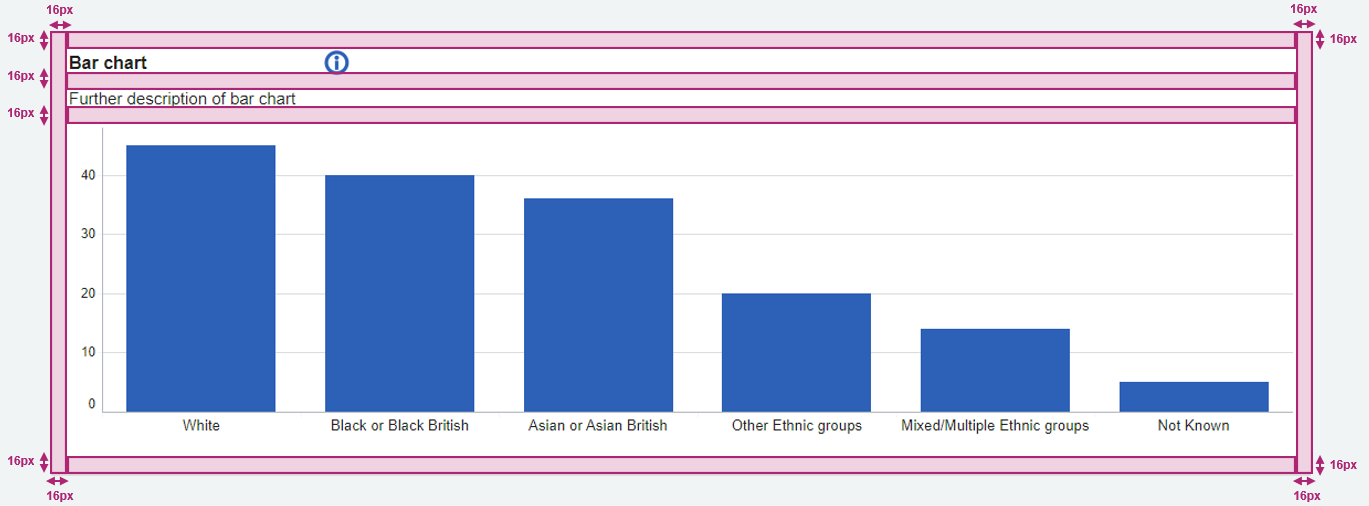 16px 16px
16px 16px
Bar chart
16px
Further description of bar chart
16px
40
30
20
10
0
White Black or Black British Asian or Asian British Other Ethnic groups Mixed/Multiple Ethnic groups Not Known
16px 16px
16px 16px